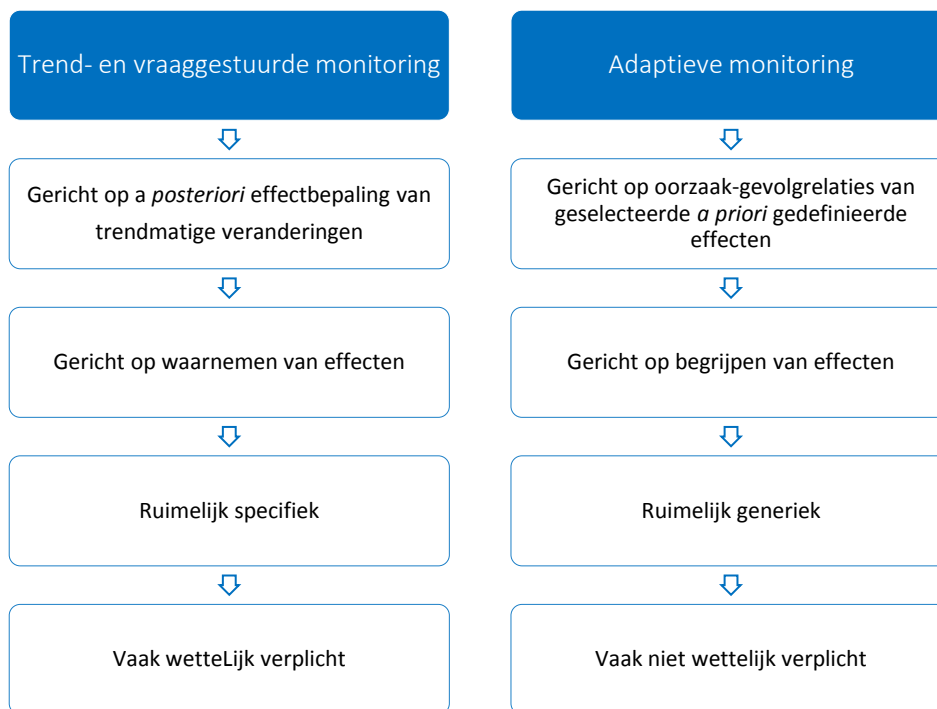 Trend- en vraaggestuurde monitoring
Gericht op a posteriori effectbepaling van
trendmatige veranderingen
Gericht op waarnemen van effecten
Ruimelijk specifiek
Vaak wetteLijk verplicht
Adaptieve monitoring
Gericht op oorzaak-gevolgrelaties van
geselecteerde a priori gedefinieerde
effecten
Gericht op begrijpen van effecten
Ruimelijk generiek
Vaak niet wettelijk verplicht